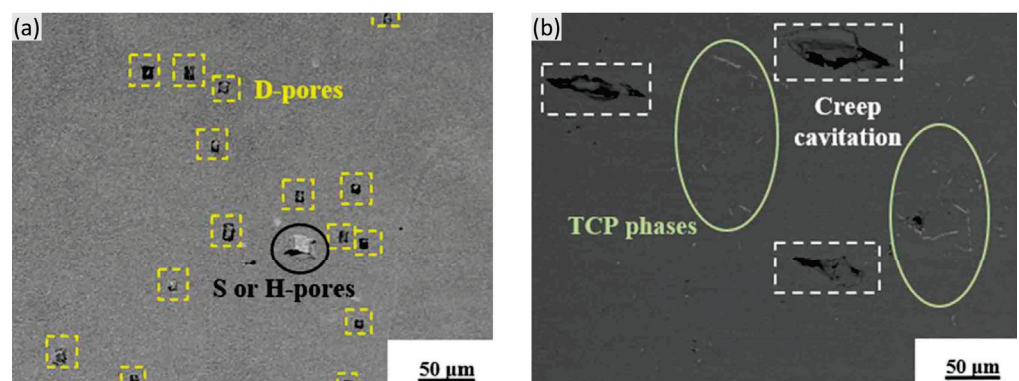 (a)
D-pores
S or H-pores
50 μm
(b)
Creep
cavitation
TCP phases
50 μm